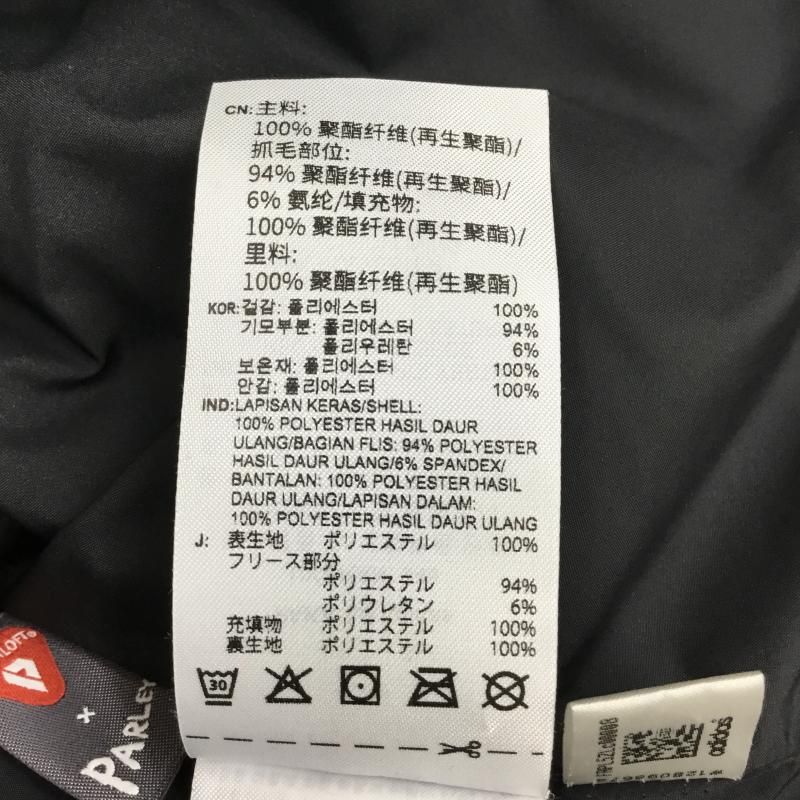 CN: 主料:
100% 聚酯纤维(再生聚酯)/
抓毛部位:
94% 聚酯纤维(再生聚酯)/
6% 氨纶/填充物:
100% 聚酯纤维(再生聚酯)/
里料:
100% 聚酯纤维(再生聚酯)
KOR: 겉감: 폴리에스터 100%
기모부분: 폴리에스터 94%
폴리우레탄 6%
보온재: 폴리에스터 100%
안감: 폴리에스터 100%
IND: LAPISAN KERAS/SHELL:
100% POLYESTER HASIL DAUR
ULANG/BAGIAN FLIS: 94% POLYESTER
HASIL DAUR ULANG/6% SPANDEX/
BANTALAN: 100% POLYESTER HASIL
DAUR ULANG/LAPISAN DALAM:
100% POLYESTER HASIL DAUR ULANG
J: 表生地 ポリエステル 100%
フリース部分
ポリエステル 94%
ポリウレタン 6%
充填物 ポリエステル 100%
裏生地 ポリエステル 100%
30
LOFT®
x
PARLEY
adidas